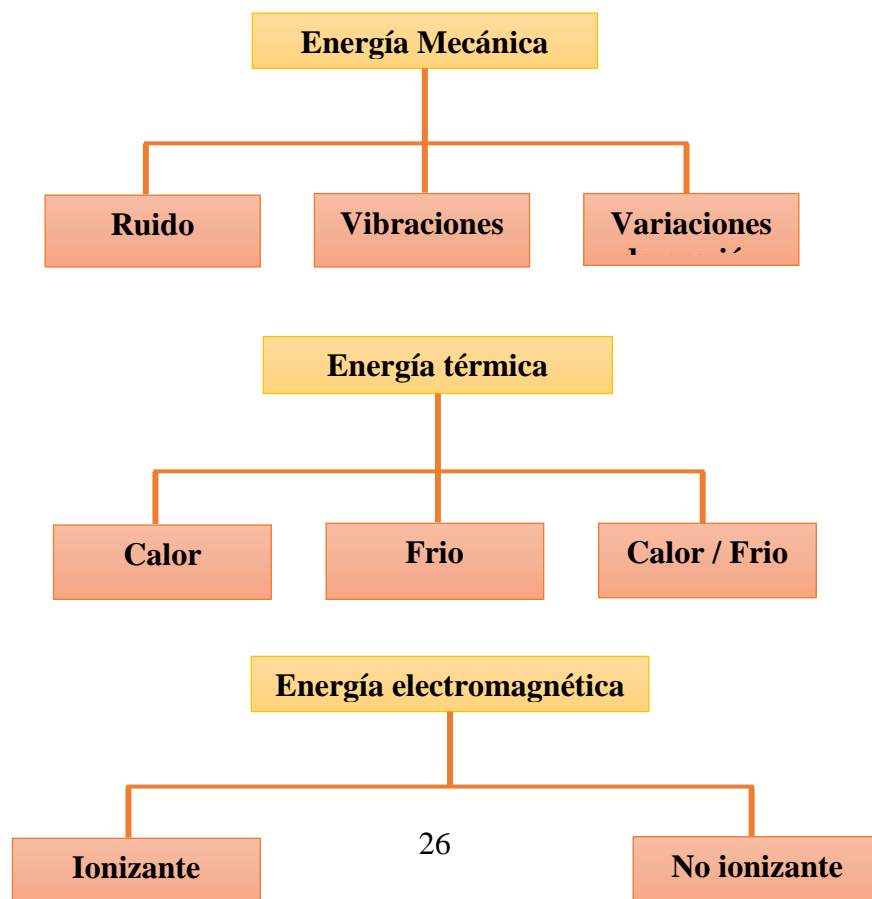 Energía Mecánica
Ruido
Vibraciones
Variaciones
Energía térmica
Calor
Frio
Calor / Frio
Energía electromagnética
Ionizante
No ionizante
26